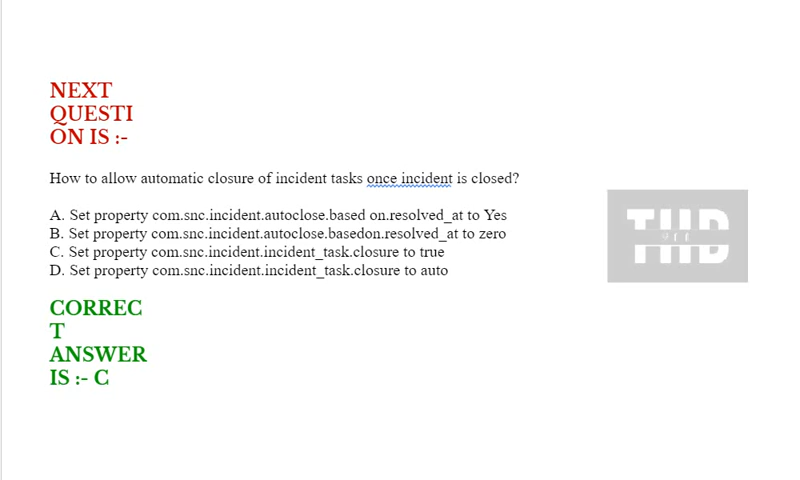 NEXT
QUESTI
ON IS :-
How to allow automatic closure of incident tasks once incident is closed?
A. Set property com.snc.incident.autoclose.based on.resolved_at to Yes
B. Set property com.snc.incident.autoclose.basedon.resolved_at to zero
C. Set property com.snc.incident.incident_task.closure to true
D. Set property com.snc.incident.incident_task.closure to auto
THD
CORREC
T
ANSWER
IS :- C